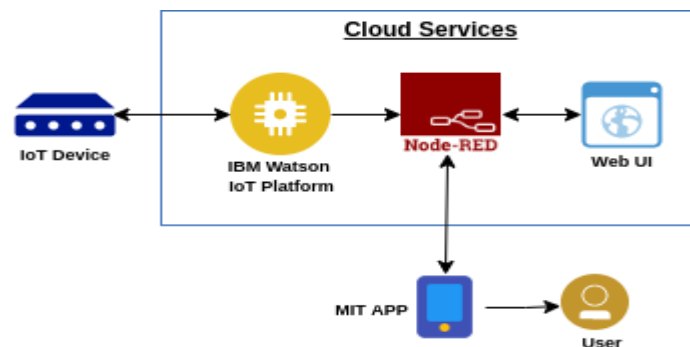 Cloud Services
IoT Device
IBM Watson
IoT Platform
Node-RED
Web UI
MIT APP
User